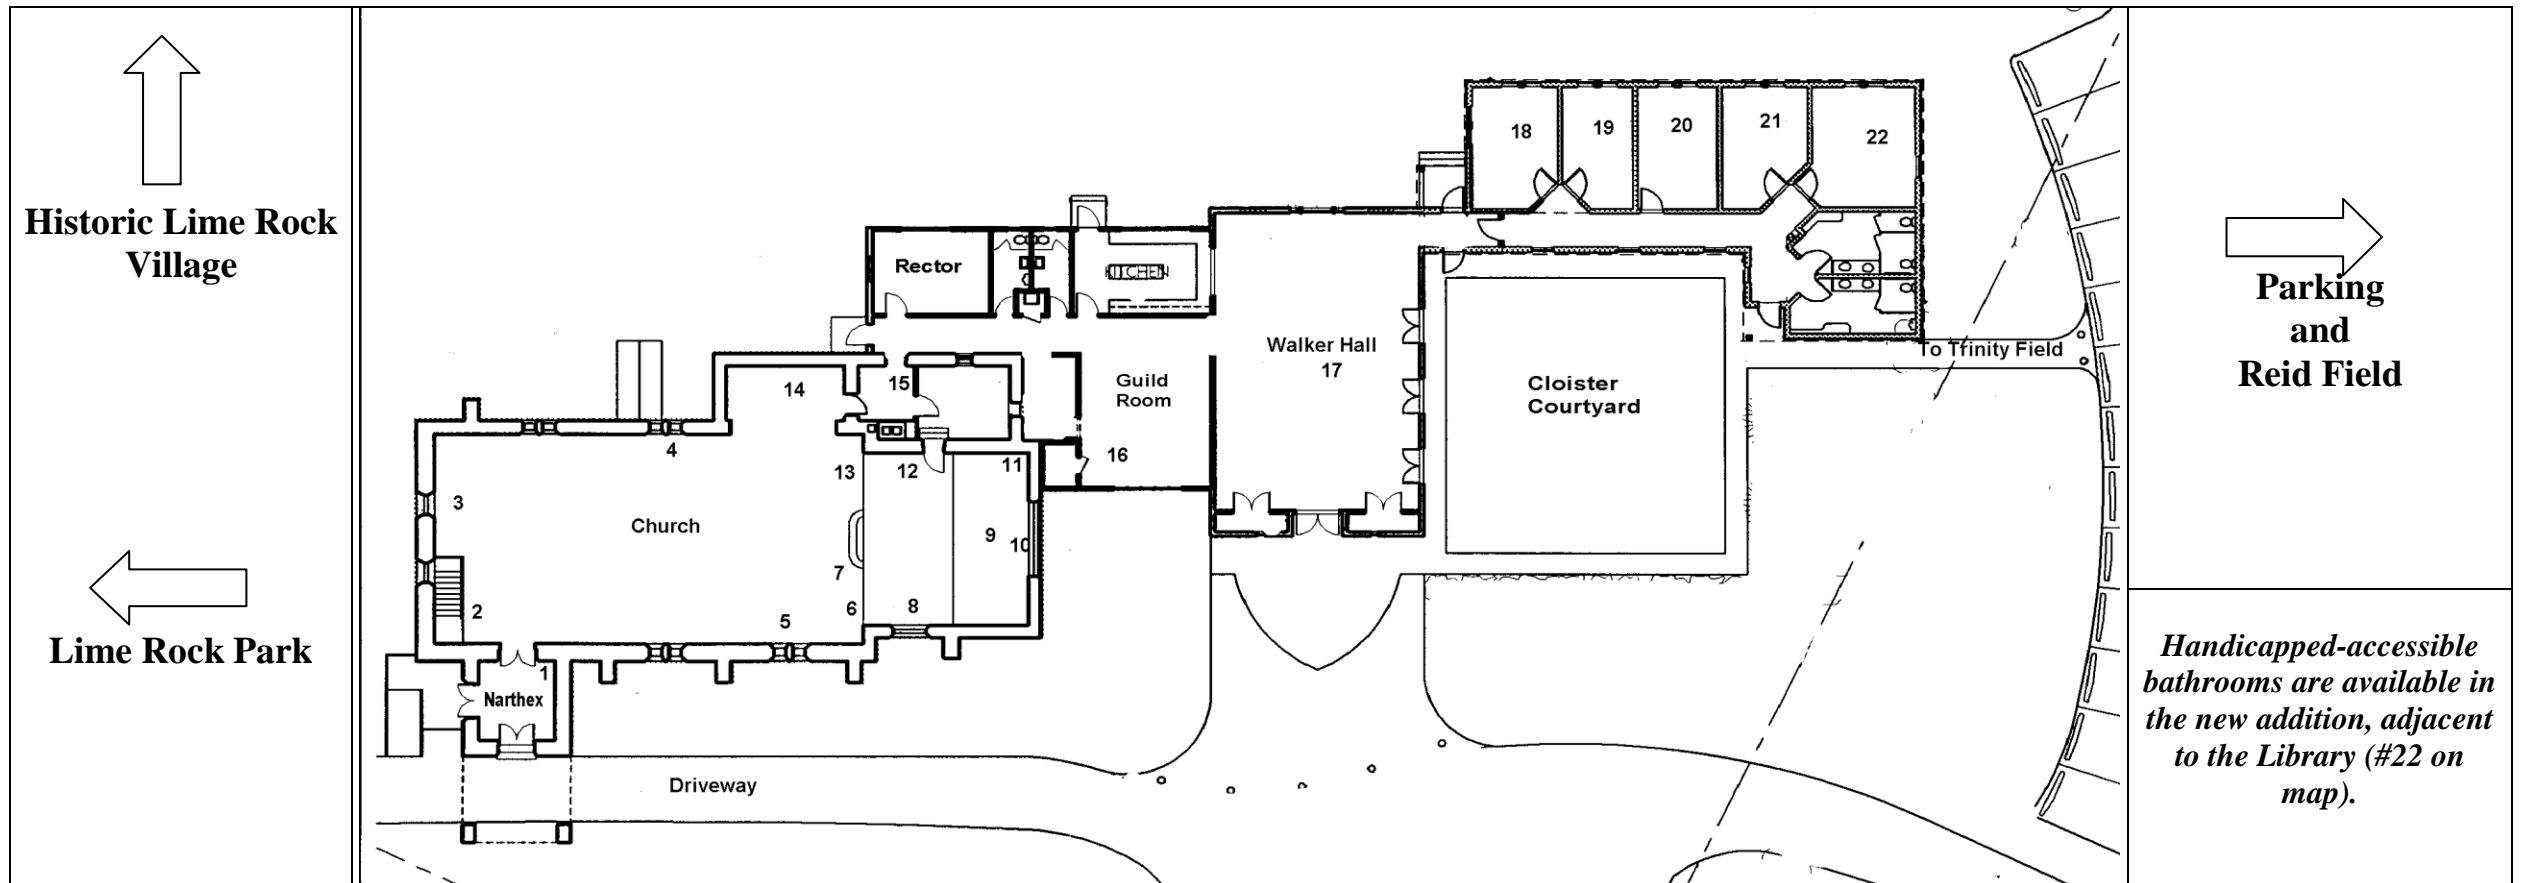 Historic Lime Rock
Village
Lime Rock Park
18
19
20
21
22
Rector
KITCHEN
Walker Hall
17
Guild
Room
16
Cloister
Courtyard
To Trinity Field
15
14
4
13
12
11
3
Church
9
10
7
2
5
6
8
1
Narthex
Driveway
Parking
and
Reid Field
Handicapped-accessible
bathrooms are available in
the new addition, adjacent
to the Library (#22 on
map).